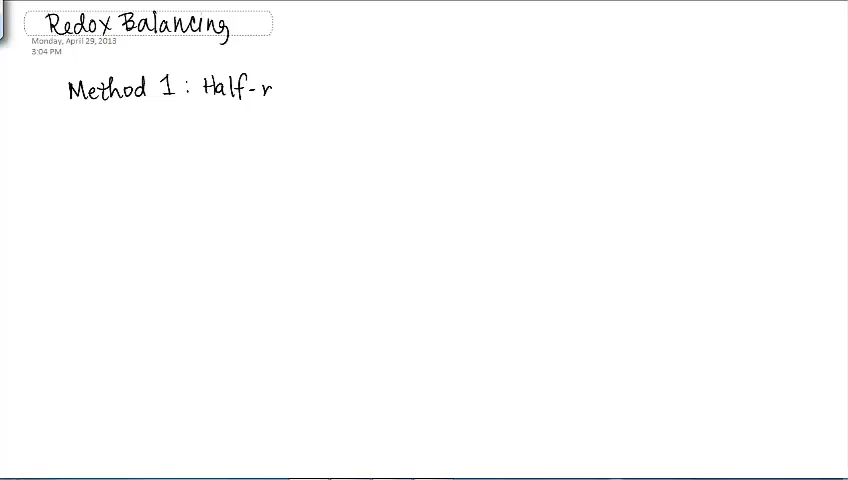 Redox Balancing
Monday, April 29, 2013
3:04 PM
Method 1 : Half-r